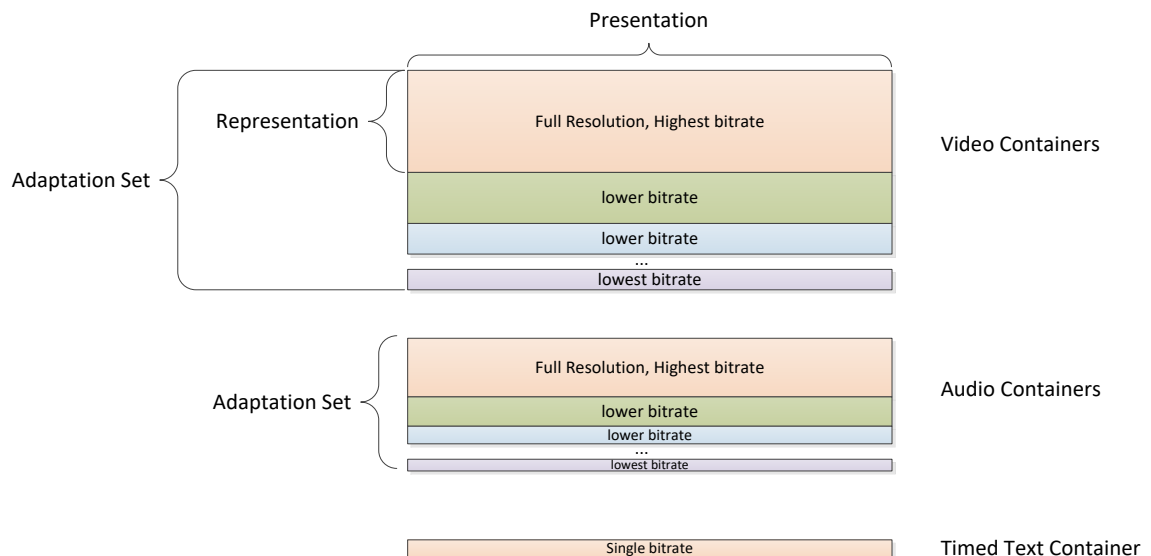 Presentation
Full Resolution, Highest bitrate
Representation
Video Containers
Adaptation Set
lower bitrate
lower bitrate
...
lowest bitrate
Full Resolution, Highest bitrate
Audio Containers
Adaptation Set
lower bitrate
lower bitrate
...
lowest bitrate
Single bitrate
Timed Text Container